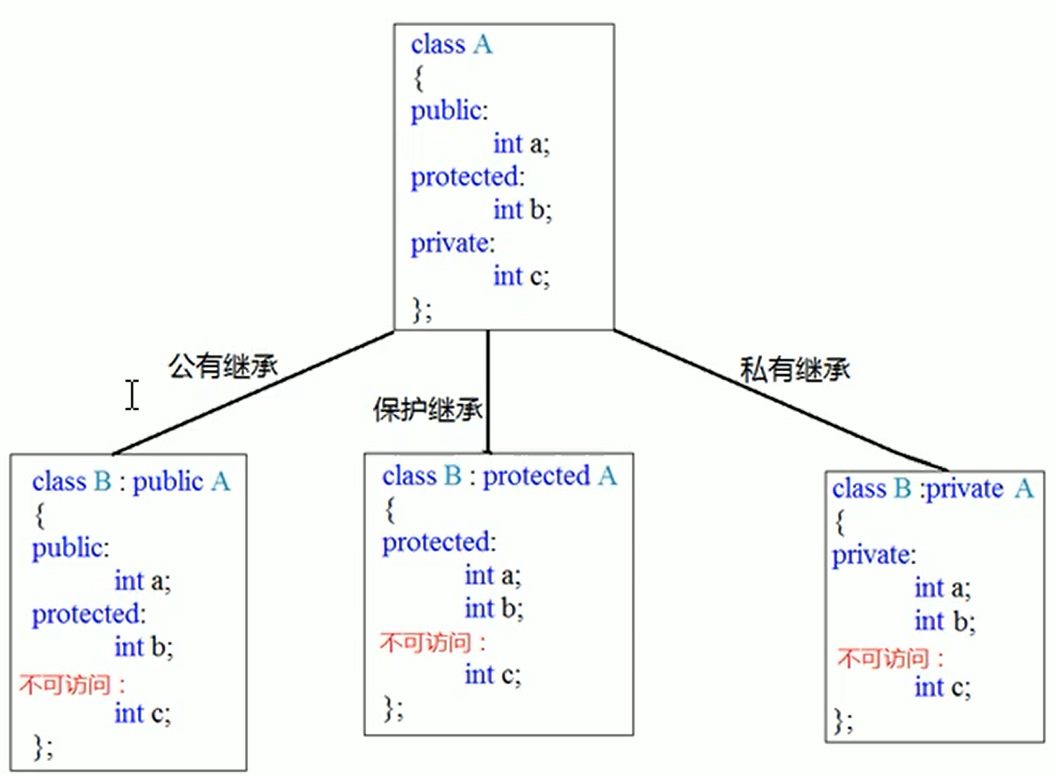 class A
{
public:
int a;
protected:
int b;
private:
int c;
};
公有继承
保护继承
私有继承
class B : public A
{
public:
int a;
protected:
int b;
不可访问：
int c;
};
class B : protected A
{
protected:
int a;
int b;
不可访问：
int c;
};
class B :private A
{
private:
int a;
int b;
不可访问：
int c;
};